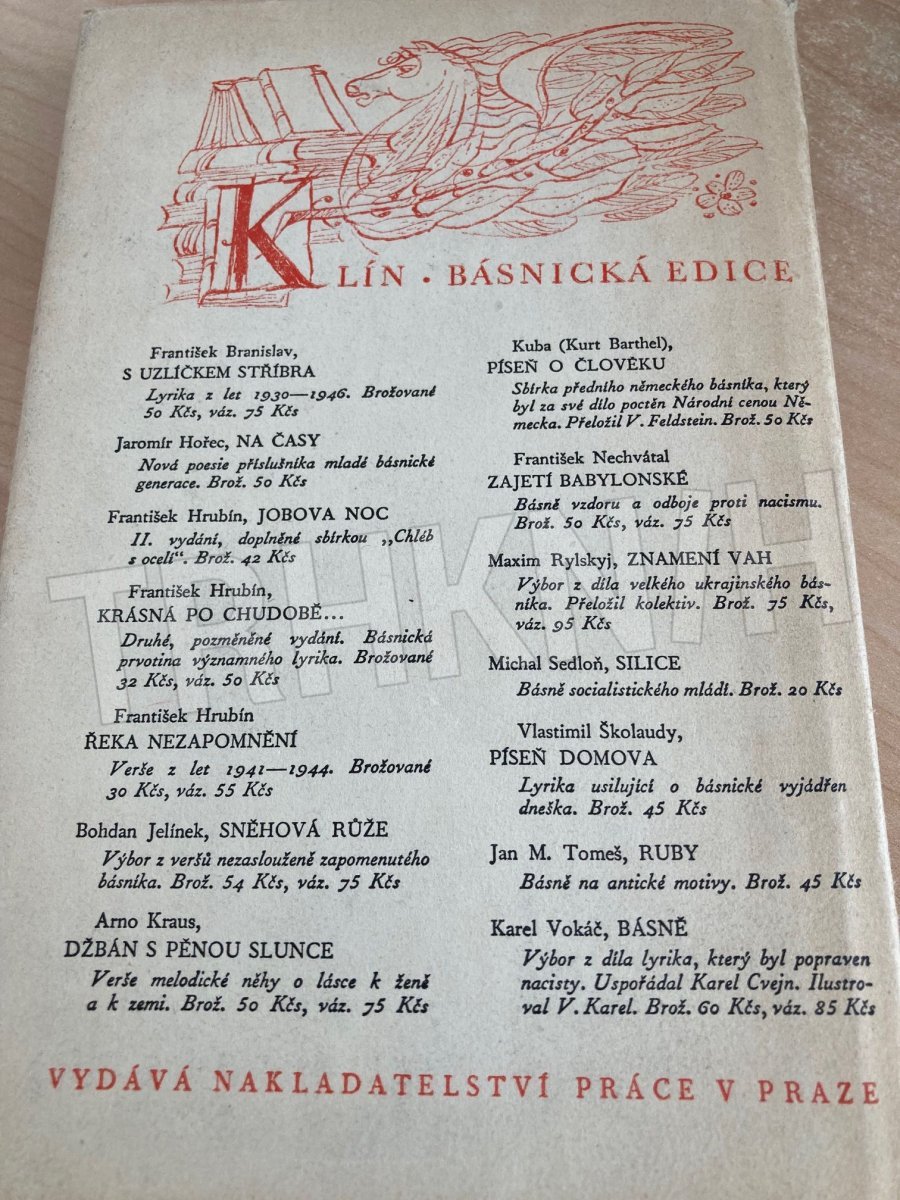 KLÍN · BÁSNICKÁ EDICE
František Branislav,
S UZLÍČKEM STŘÍBRA
Lyrika z let 1930—1946. Brožované
50 Kčs, váz. 75 Kčs
Jaromír Hořec, NA ČASY
Nová poesie příslušníka mladé básnické
generace. Brož. 50 Kčs
František Hrubín, JOBOVA NOC
II. vydání, doplněné sbírkou „Chléb
s ocelí“. Brož. 42 Kčs
František Hrubín,
KRÁSNÁ PO CHUDOBĚ...
Druhé, pozměněné vydání. Básnická
prvotina významného lyrika. Brožované
32 Kčs, váz. 50 Kčs
František Hrubín
ŘEKA NEZAPOMNĚNÍ
Verše z let 1941—1944. Brožované
30 Kčs, váz. 55 Kčs
Bohdan Jelínek, SNĚHOVÁ RŮŽE
Výbor z veršů nezaslouženě zapomenutého
básníka. Brož. 54 Kčs, váz. 75 Kčs
Arno Kraus,
DŽBÁN S PĚNOU SLUNCE
Verše melodické něhy o lásce k ženě
a k zemi. Brož. 50 Kčs, váz. 75 Kčs
Kuba (Kurt Barthel),
PÍSEŇ O ČLOVĚKU
Sbírka předního německého básníka, který
byl za své dílo poctěn Národní cenou Ně-
mecka. Přeložil V. Feldstein. Brož. 50 Kčs
František Nechvátal
ZAJETÍ BABYLONSKÉ
Básně vzdoru a odboje proti nacismu.
Brož. 50 Kčs, váz. 75 Kčs
Maxim Rylskyj, ZNAMENÍ VAH
Výbor z díla velkého ukrajinského bás-
níka. Přeložil kolektiv. Brož. 75 Kčs,
váz. 95 Kčs
Michal Sedloň, SILICE
Básně socialistického mládí. Brož. 20 Kčs
Vlastimil Školaudy,
PÍSEŇ DOMOVA
Lyrika usilující o básnické vyjádřen
dneška. Brož. 45 Kčs
Jan M. Tomeš, RUBY
Básně na antické motivy. Brož. 45 Kčs
Karel Vokáč, BÁSNĚ
Výbor z díla lyrika, který byl popraven
nacisty. Uspořádal Karel Cvejn. Ilustro-
val V. Karel. Brož. 60 Kčs, váz. 85 Kčs
VYDÁVÁ NAKLADATELSTVÍ PRÁCE V PRAZE
TRHKNIH